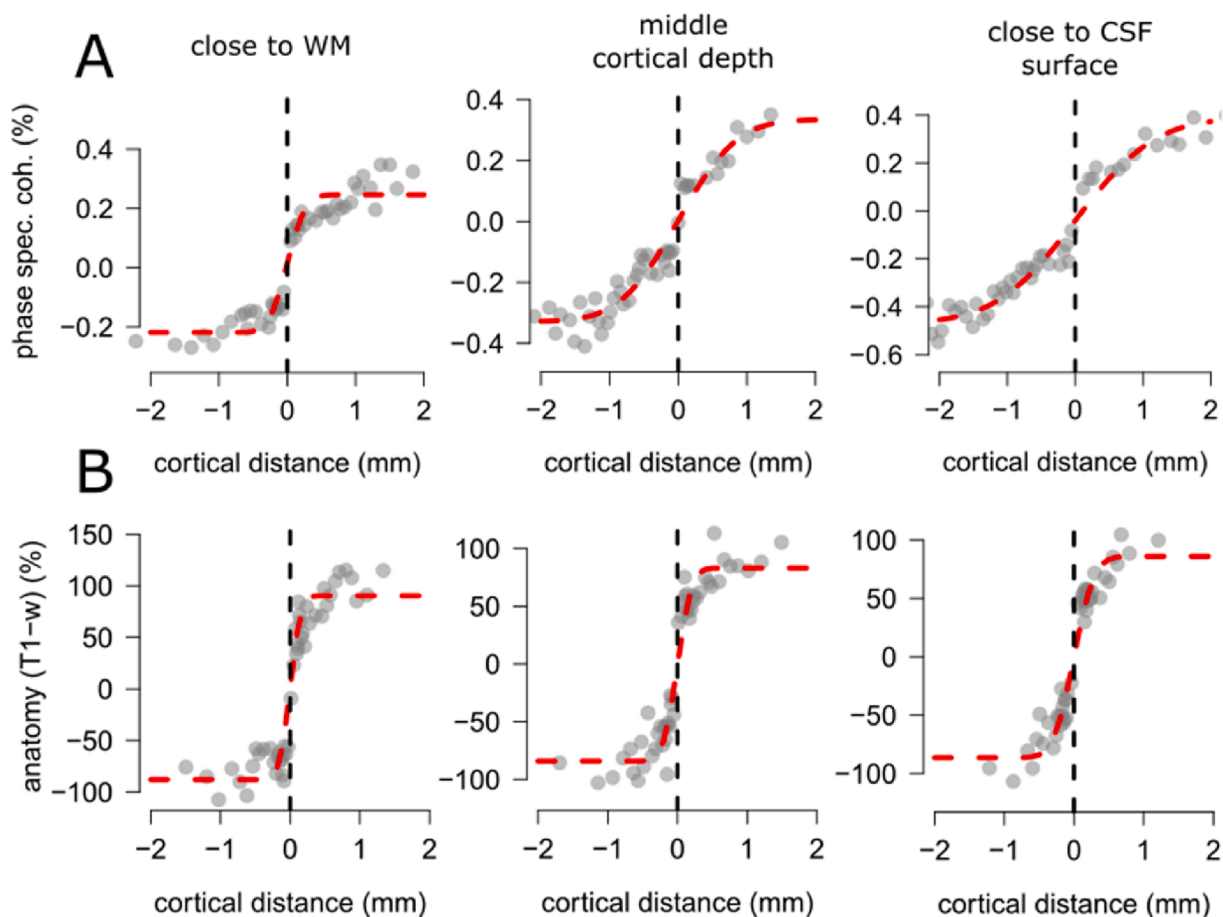 A
close to WM
middle
cortical depth
close to CSF
surface
phase spec. coh. (%)
0.4
0.2
0.0
−0.2
−2 −1 0 1 2
cortical distance (mm)
0.4
0.2
0.0
−0.2
−0.4
−2 −1 0 1 2
cortical distance (mm)
0.4
0.2
0.0
−0.2
−0.4
−0.6
−2 −1 0 1 2
cortical distance (mm)
B
anatomy (T1−w) (%)
150
100
50
0
−50
−100
−2 −1 0 1 2
cortical distance (mm)
100
50
0
−50
−100
−2 −1 0 1 2
cortical distance (mm)
100
50
0
−50
−100
−2 −1 0 1 2
cortical distance (mm)